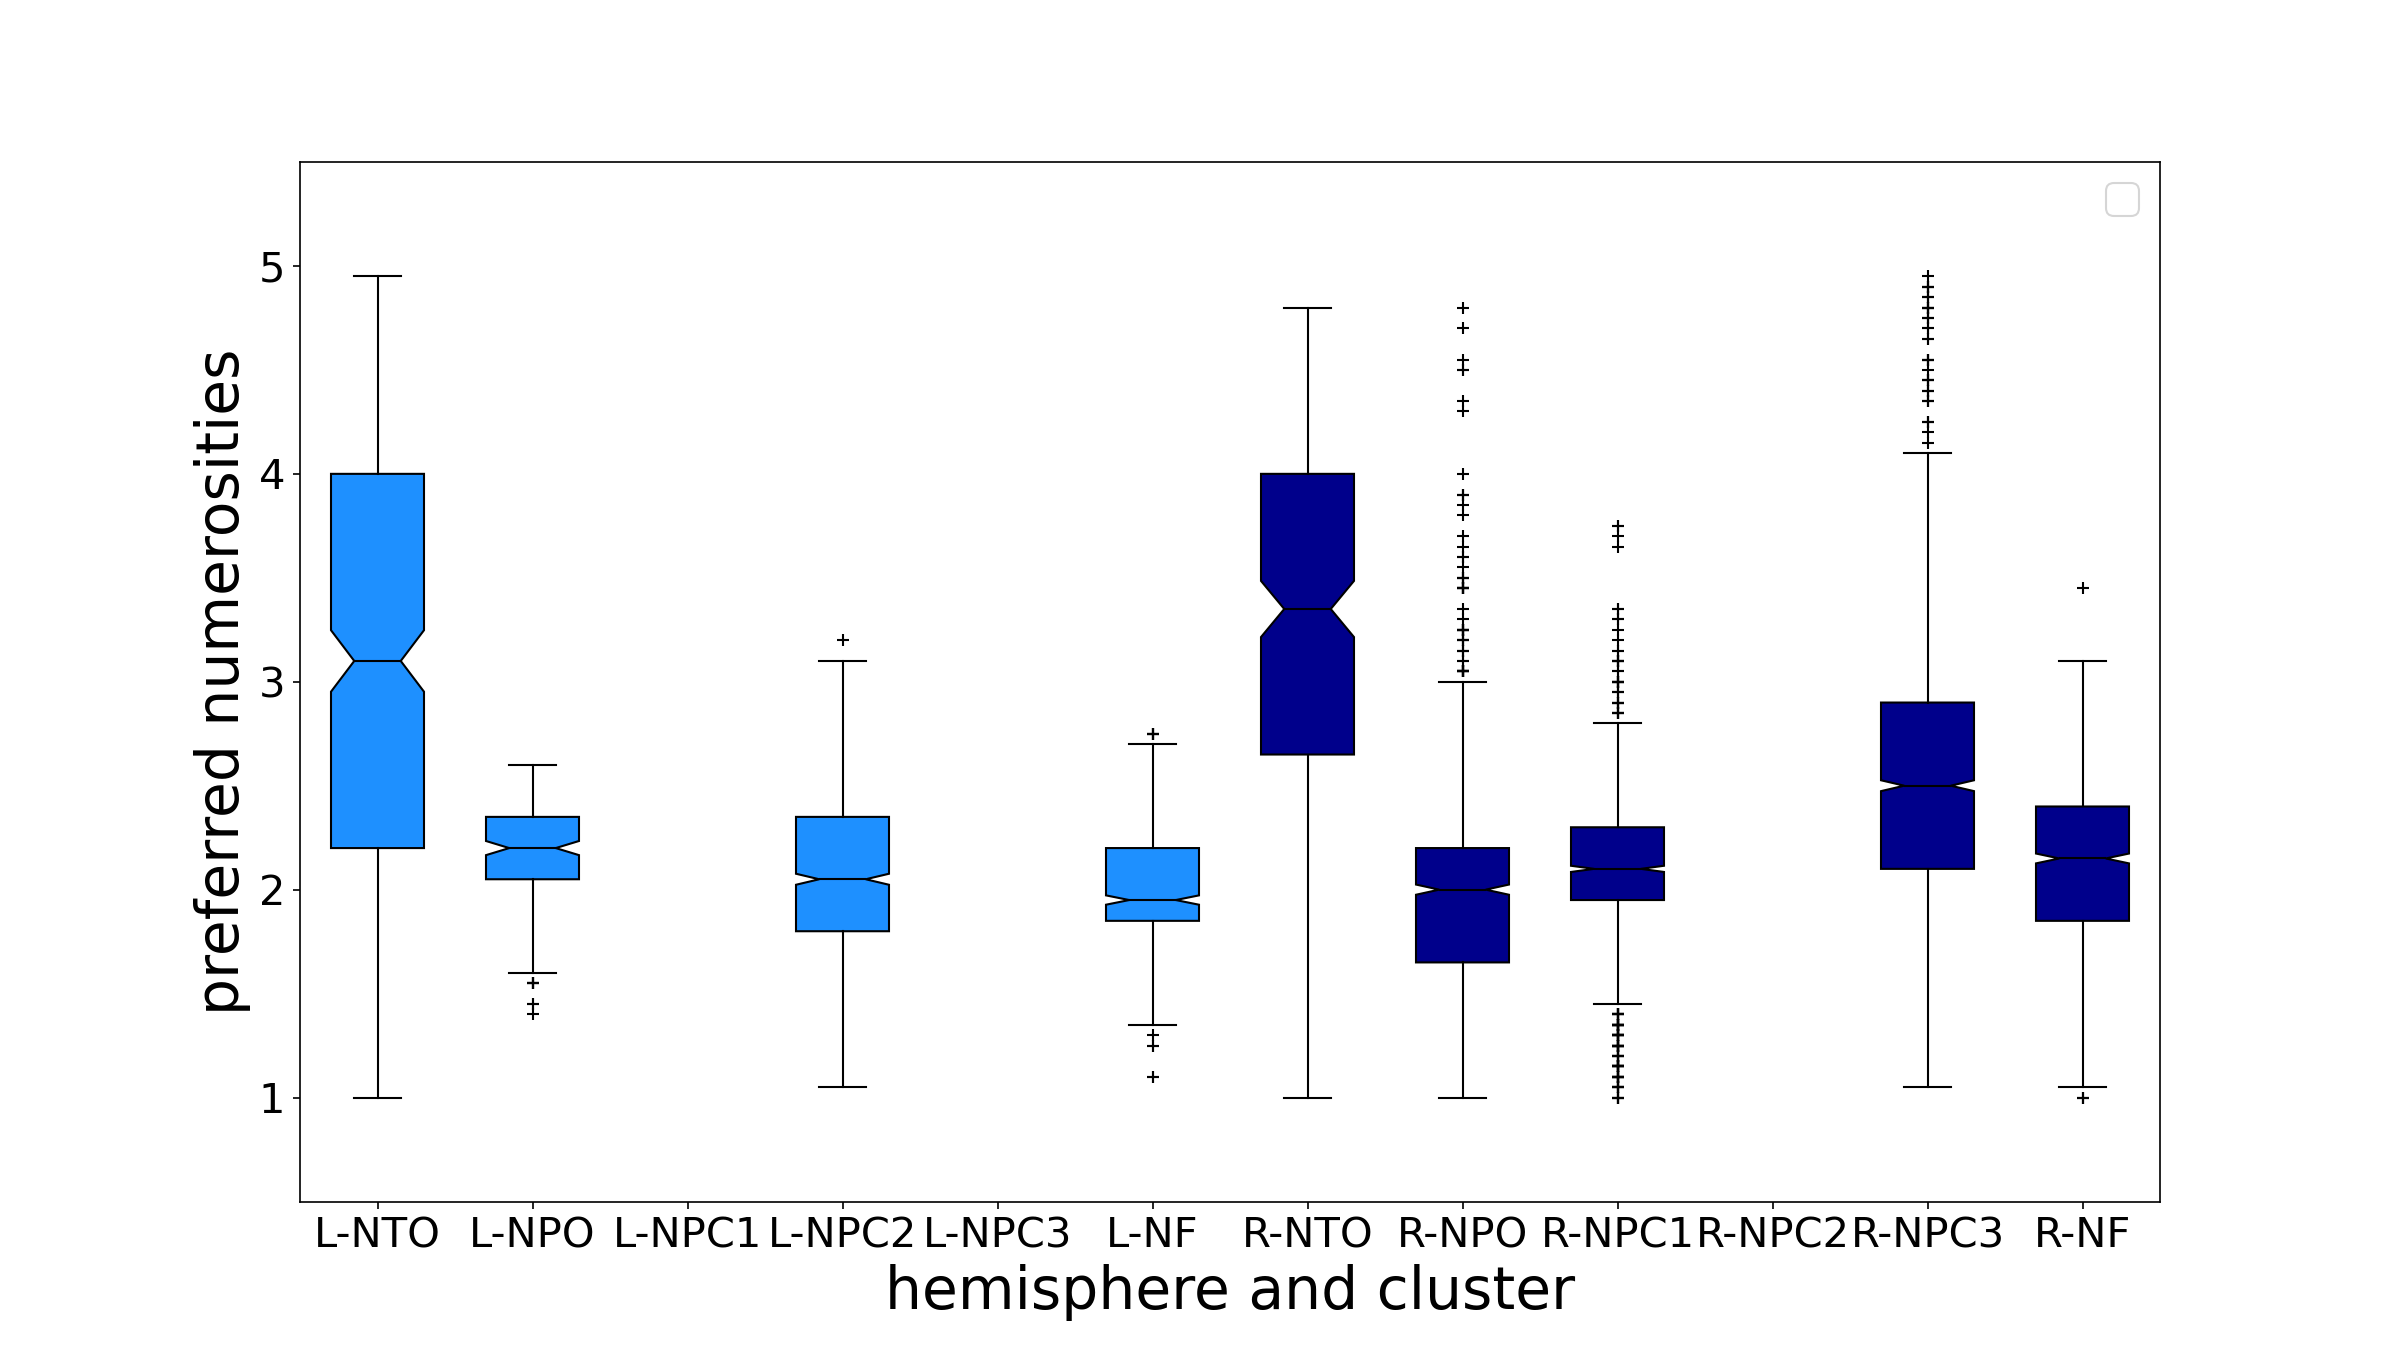 preferred numerosities
5
4
3
2
1
L-NTO L-NPO L-NPC1 L-NPC2 L-NPC3 L-NF R-NTO R-NPO R-NPC1 R-NPC2 R-NPC3 R-NF
hemisphere and cluster